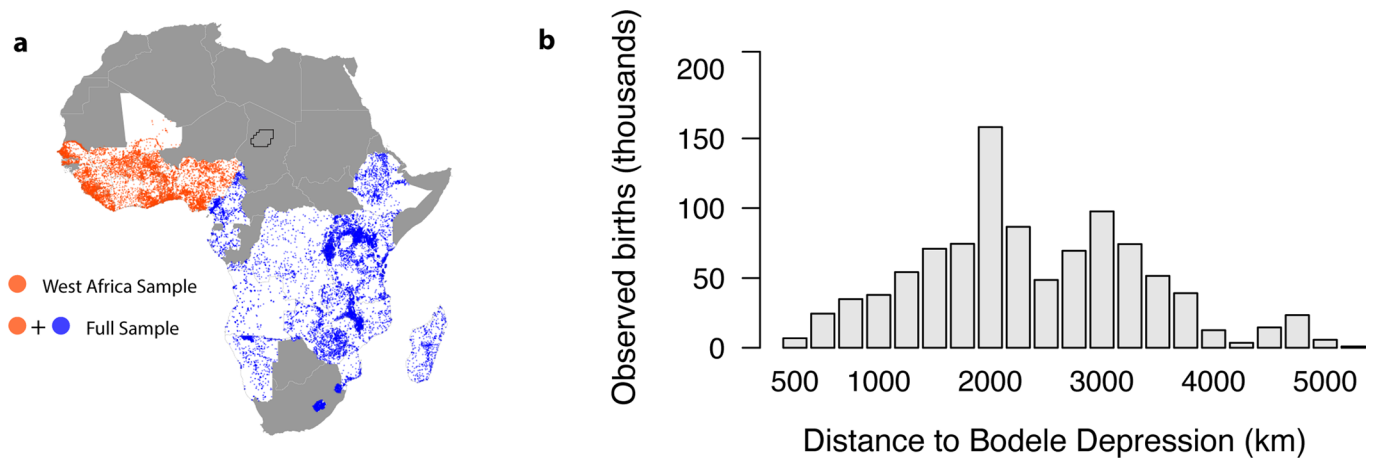 a
West Africa Sample
+ Full Sample
b
Observed births (thousands)
200
150
100
50
0
500 1000 2000 3000 4000 5000
Distance to Bodele Depression (km)